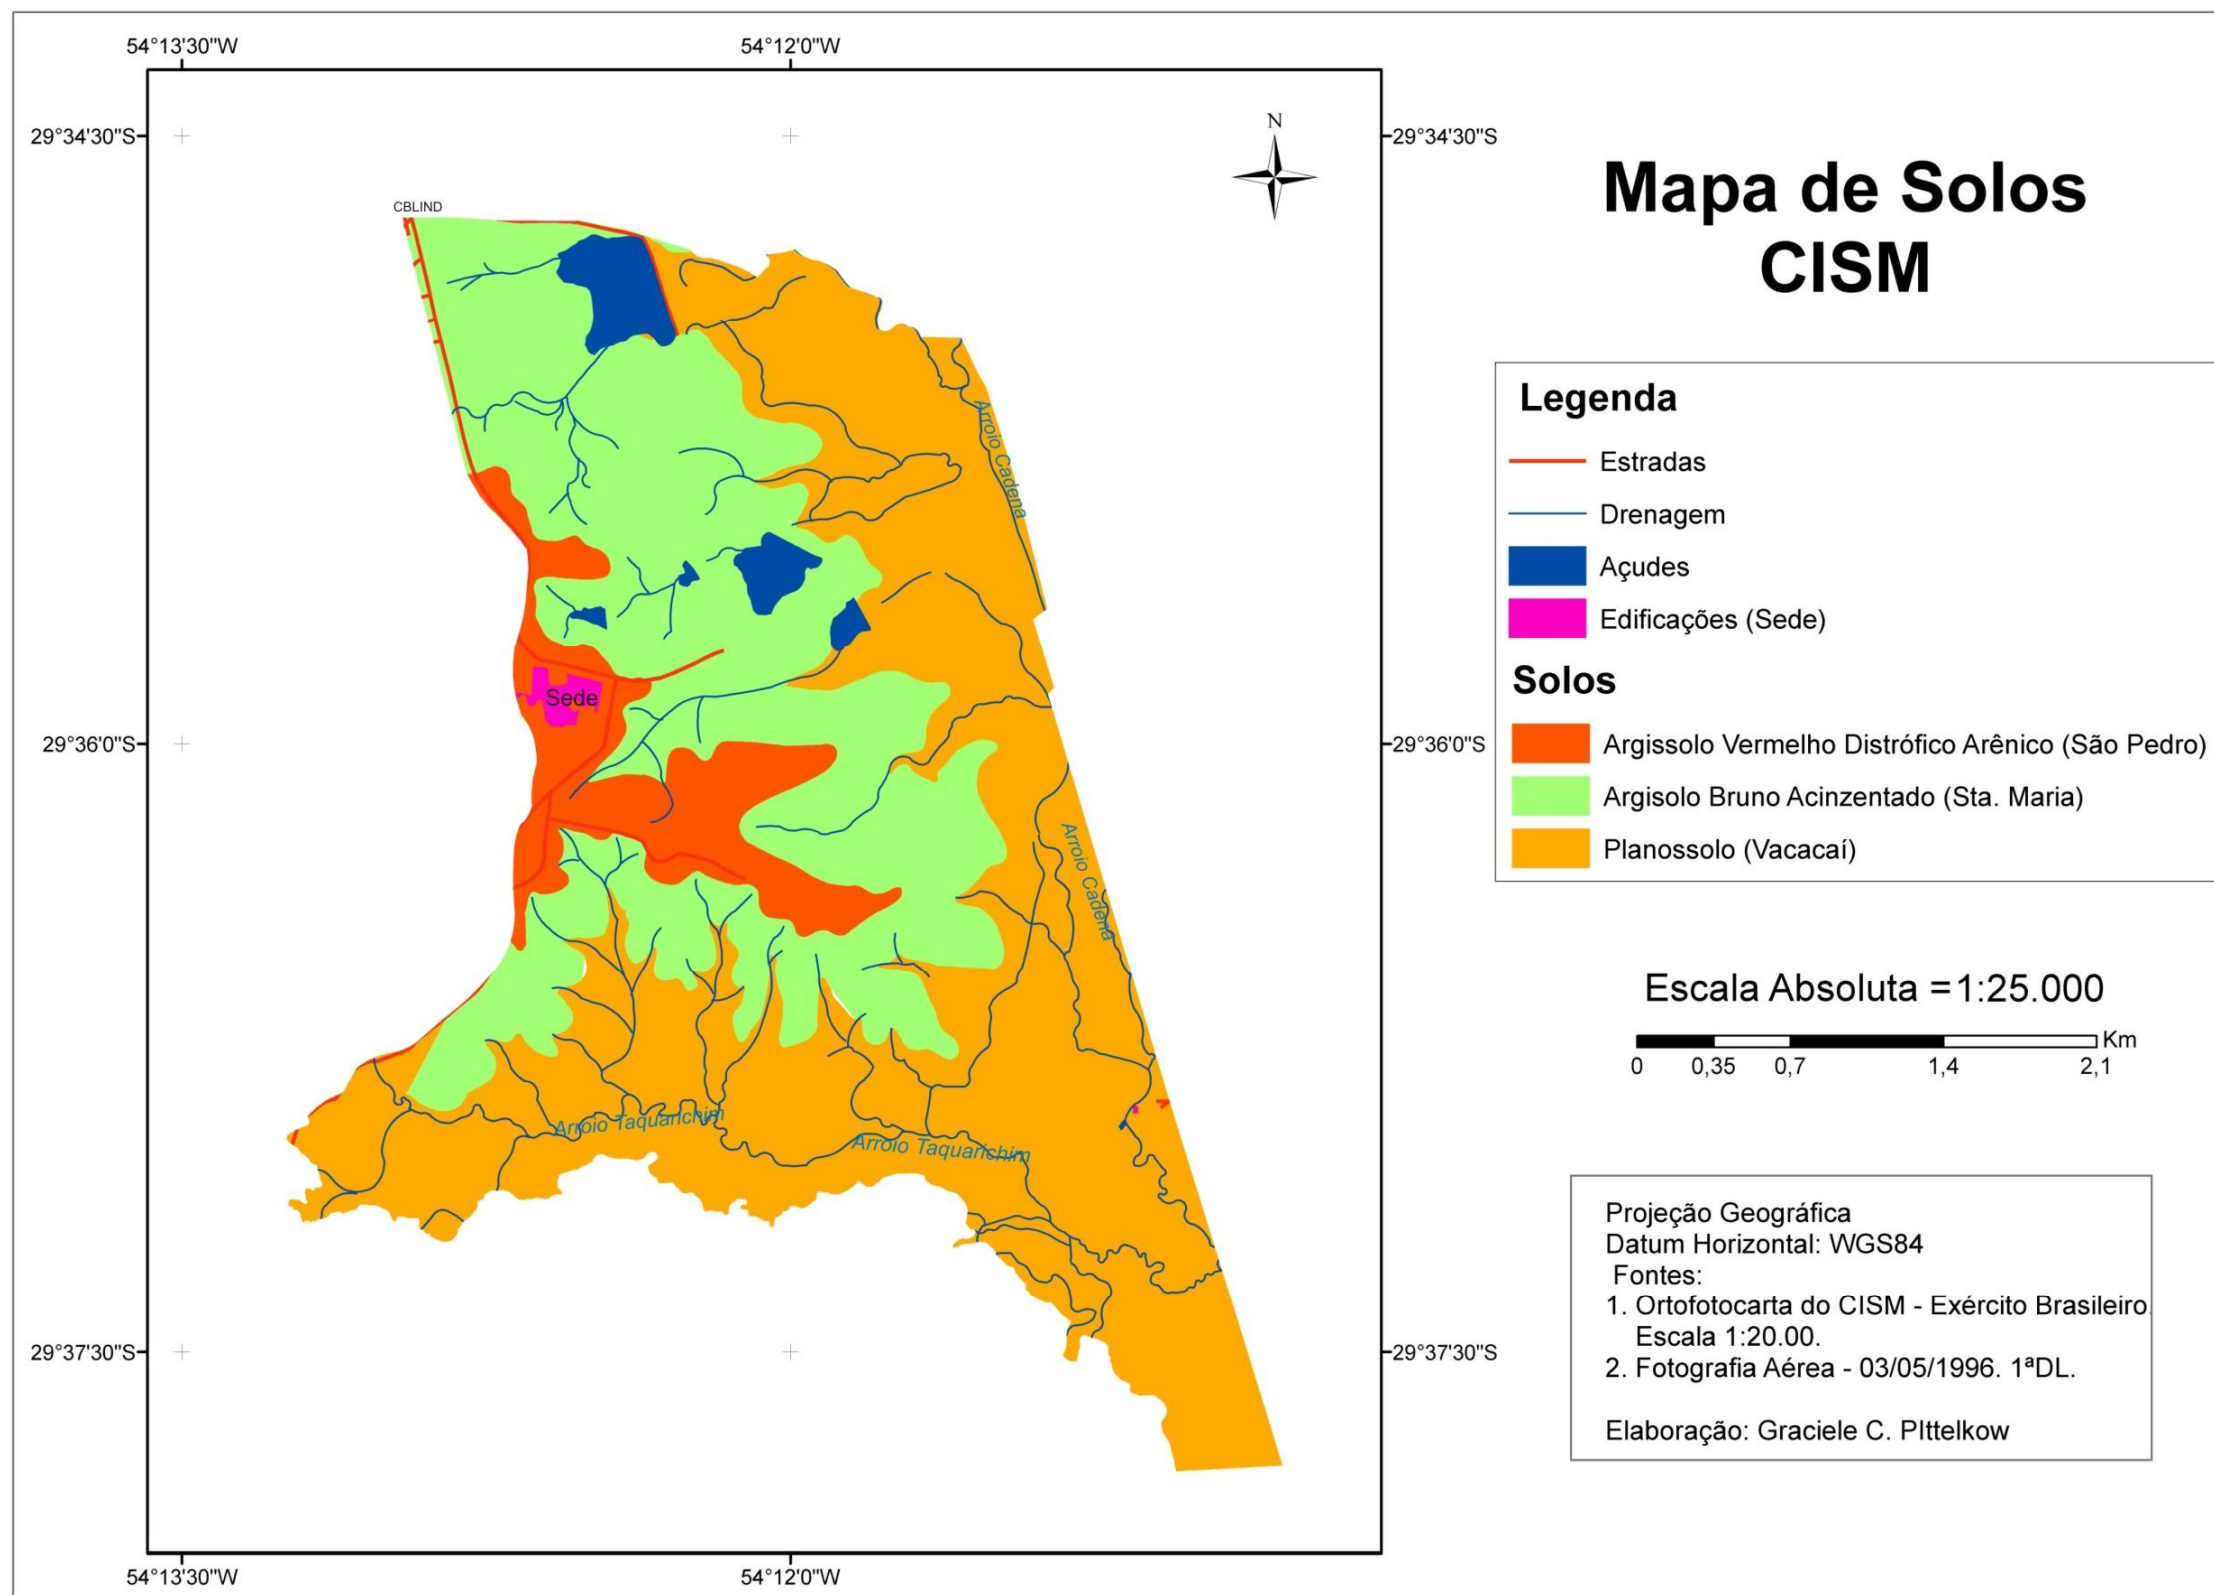 54°13'30"W
54°12'0"W
29°34'30"S
29°34'30"S
N
CBLIND
Arroio Cadena
Sede
29°36'0"S
29°36'0"S
Arroio Cadena
Arroio Taquarichim
Arroio Taquarichim
29°37'30"S
29°37'30"S
54°13'30"W
54°12'0"W
Mapa de Solos
CISM
Legenda
Estradas
Drenagem
Açudes
Edificações (Sede)
Solos
Argissolo Vermelho Distrófico Arênico (São Pedro)
Argisolo Bruno Acinzentado (Sta. Maria)
Planossolo (Vacacaí)
Escala Absoluta =1:25.000
Km
0 0,35 0,7 1,4 2,1
Projeção Geográfica
Datum Horizontal: WGS84
Fontes:
1. Ortofotocarta do CISM - Exército Brasileiro.
Escala 1:20.00.
2. Fotografia Aérea - 03/05/1996. 1ªDL.
Elaboração: Graciele C. PIttelkow